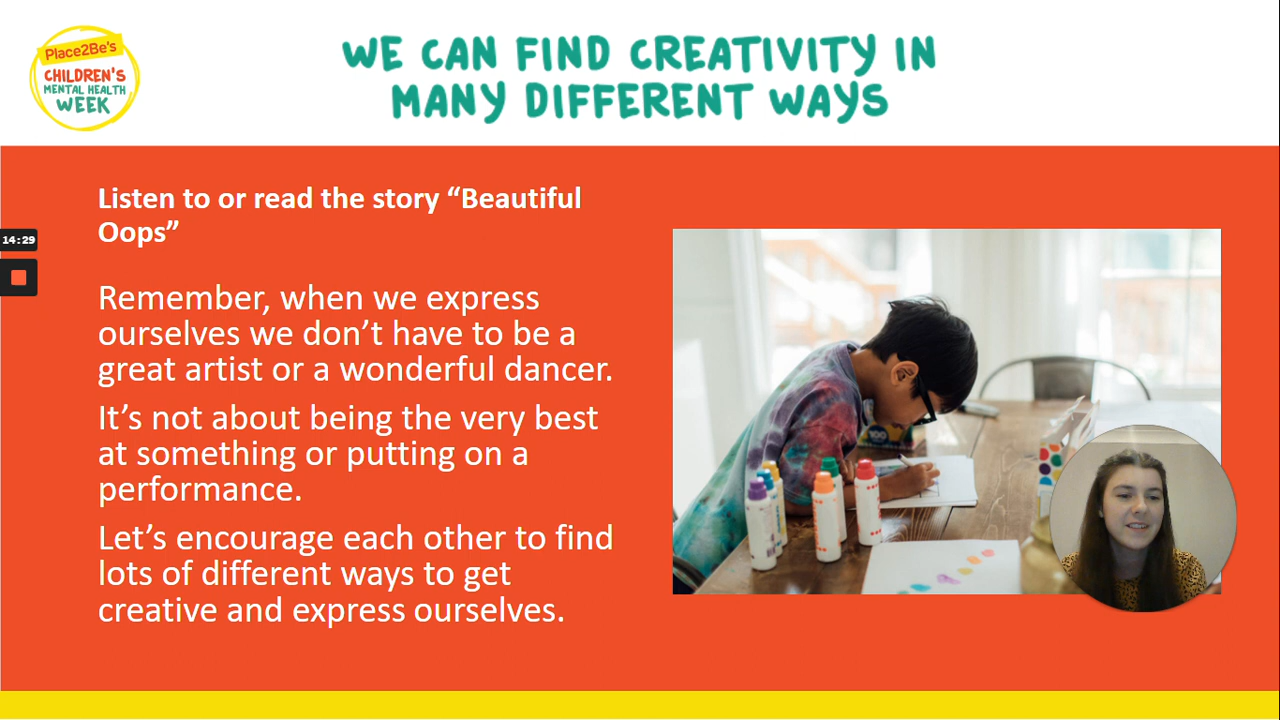 Place2Be's
CHILDREN'S
MENTAL HEALTH
WEEK
WE CAN FIND CREATIVITY IN
MANY DIFFERENT WAYS
Listen to or read the story “Beautiful
Oops”
14:29
Remember, when we express
ourselves we don’t have to be a
great artist or a wonderful dancer.
It’s not about being the very best
at something or putting on a
performance.
Let’s encourage each other to find
lots of different ways to get
creative and express ourselves.
100